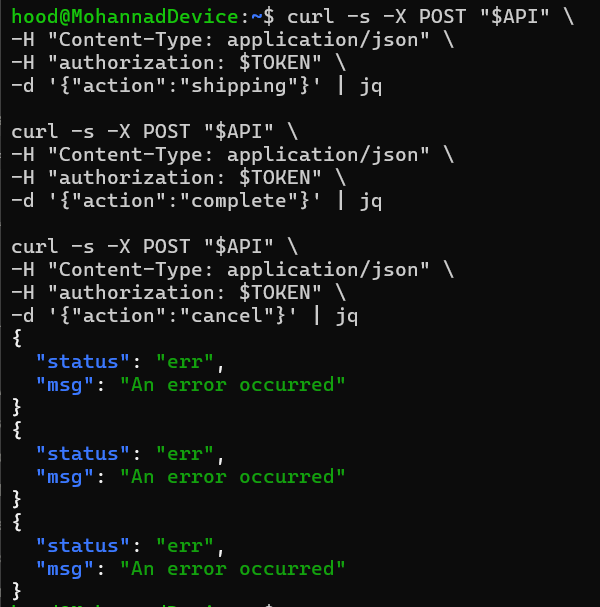 hood@MohannadDevice:~$ curl -s -X POST "$API" \
-H "Content-Type: application/json" \
-H "authorization: $TOKEN" \
-d '{"action":"shipping"}' | jq

curl -s -X POST "$API" \
-H "Content-Type: application/json" \
-H "authorization: $TOKEN" \
-d '{"action":"complete"}' | jq

curl -s -X POST "$API" \
-H "Content-Type: application/json" \
-H "authorization: $TOKEN" \
-d '{"action":"cancel"}' | jq
{
  "status": "err",
  "msg": "An error occurred"
}
{
  "status": "err",
  "msg": "An error occurred"
}
{
  "status": "err",
  "msg": "An error occurred"
}